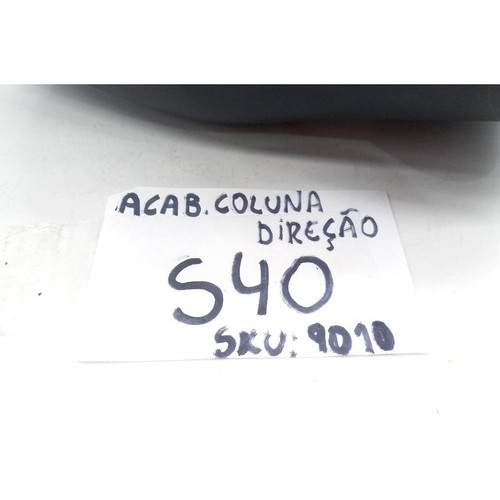 ACAB. COLUNA
DIREÇÃO
S40
SKU: 9010